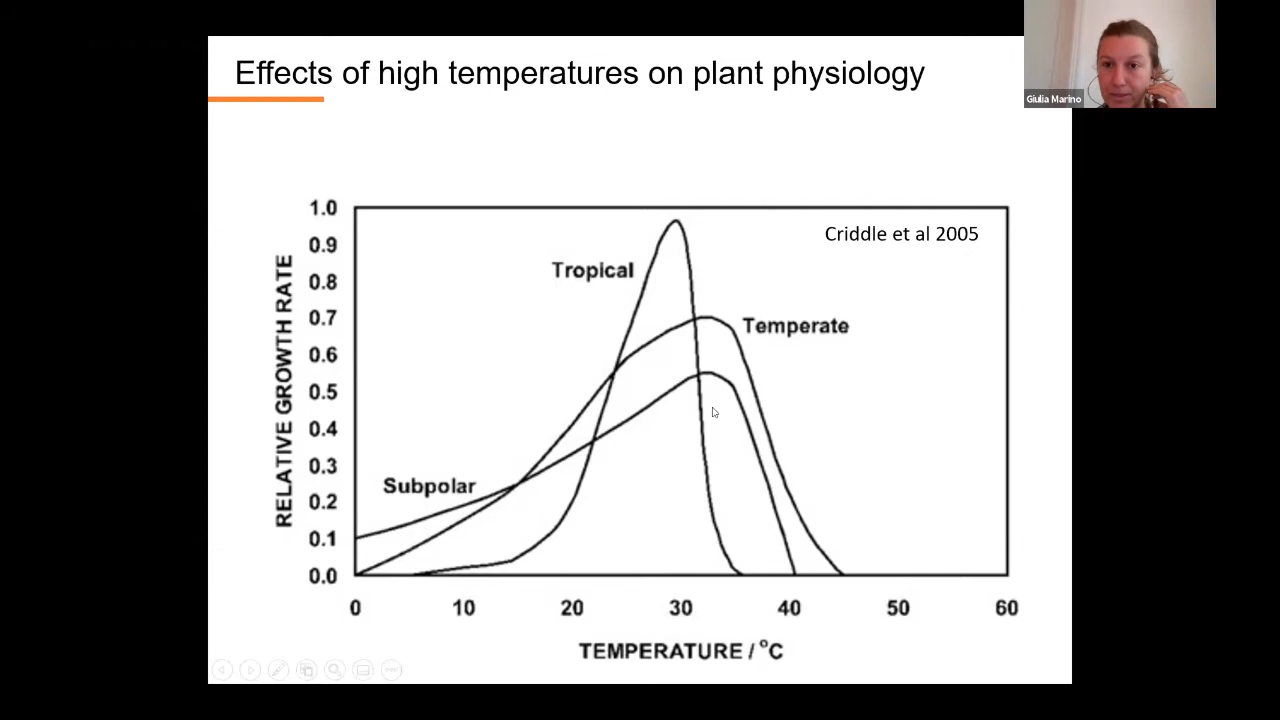 Effects of high temperatures on plant physiology
Giulia Marino
Criddle et al 2005
RELATIVE GROWTH RATE
1.0
0.9
0.8
0.7
0.6
0.5
0.4
0.3
0.2
0.1
0.0
Tropical
Temperate
Subpolar
0 10 20 30 40 50 60
TEMPERATURE / °C